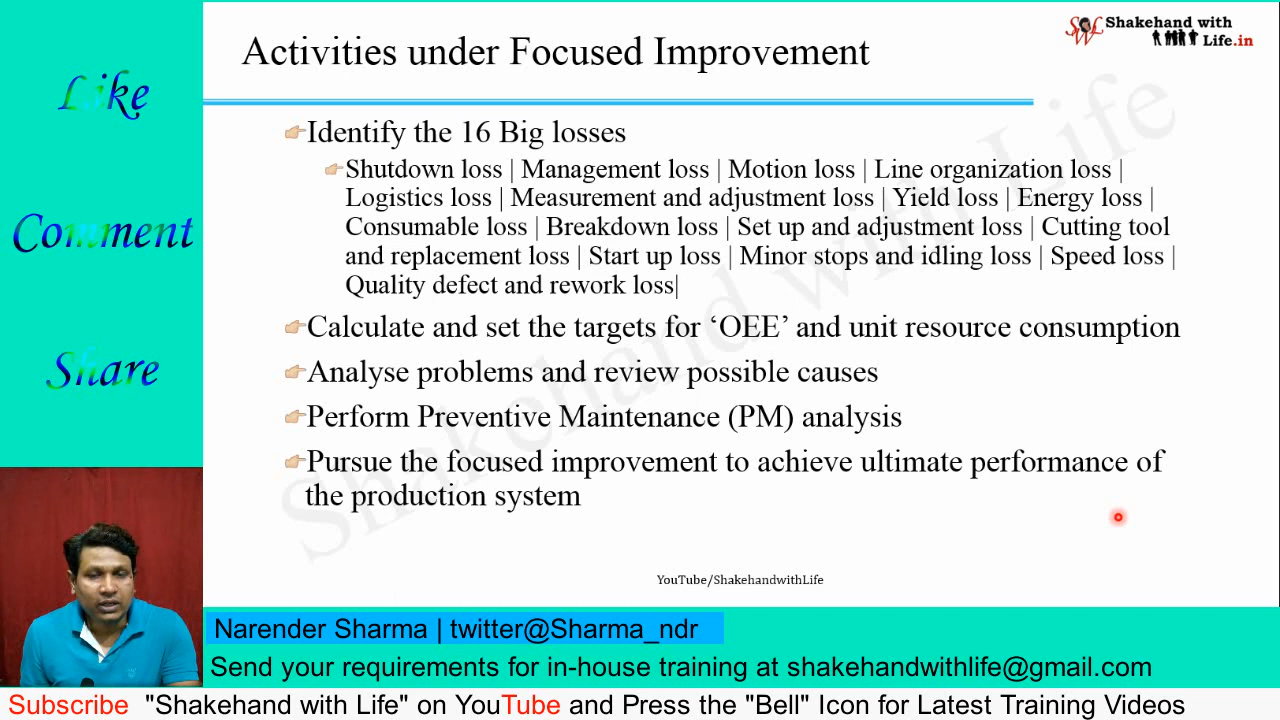 Activities under Focused Improvement
SWL
Shakehand with
Life.in
Like
Comment
Share
Identify the 16 Big losses
Shutdown loss | Management loss | Motion loss | Line organization loss |
Logistics loss | Measurement and adjustment loss | Yield loss | Energy loss |
Consumable loss | Breakdown loss | Set up and adjustment loss | Cutting tool
and replacement loss | Start up loss | Minor stops and idling loss | Speed loss |
Quality defect and rework loss|
Calculate and set the targets for ‘OEE’ and unit resource consumption
Analyse problems and review possible causes
Perform Preventive Maintenance (PM) analysis
Pursue the focused improvement to achieve ultimate performance of
the production system
Shakehand with Life
YouTube/ShakehandwithLife
Narender Sharma | twitter@Sharma_ndr
Send your requirements for in-house training at shakehandwithlife@gmail.com
Subscribe "Shakehand with Life" on YouTube and Press the "Bell" Icon for Latest Training Videos